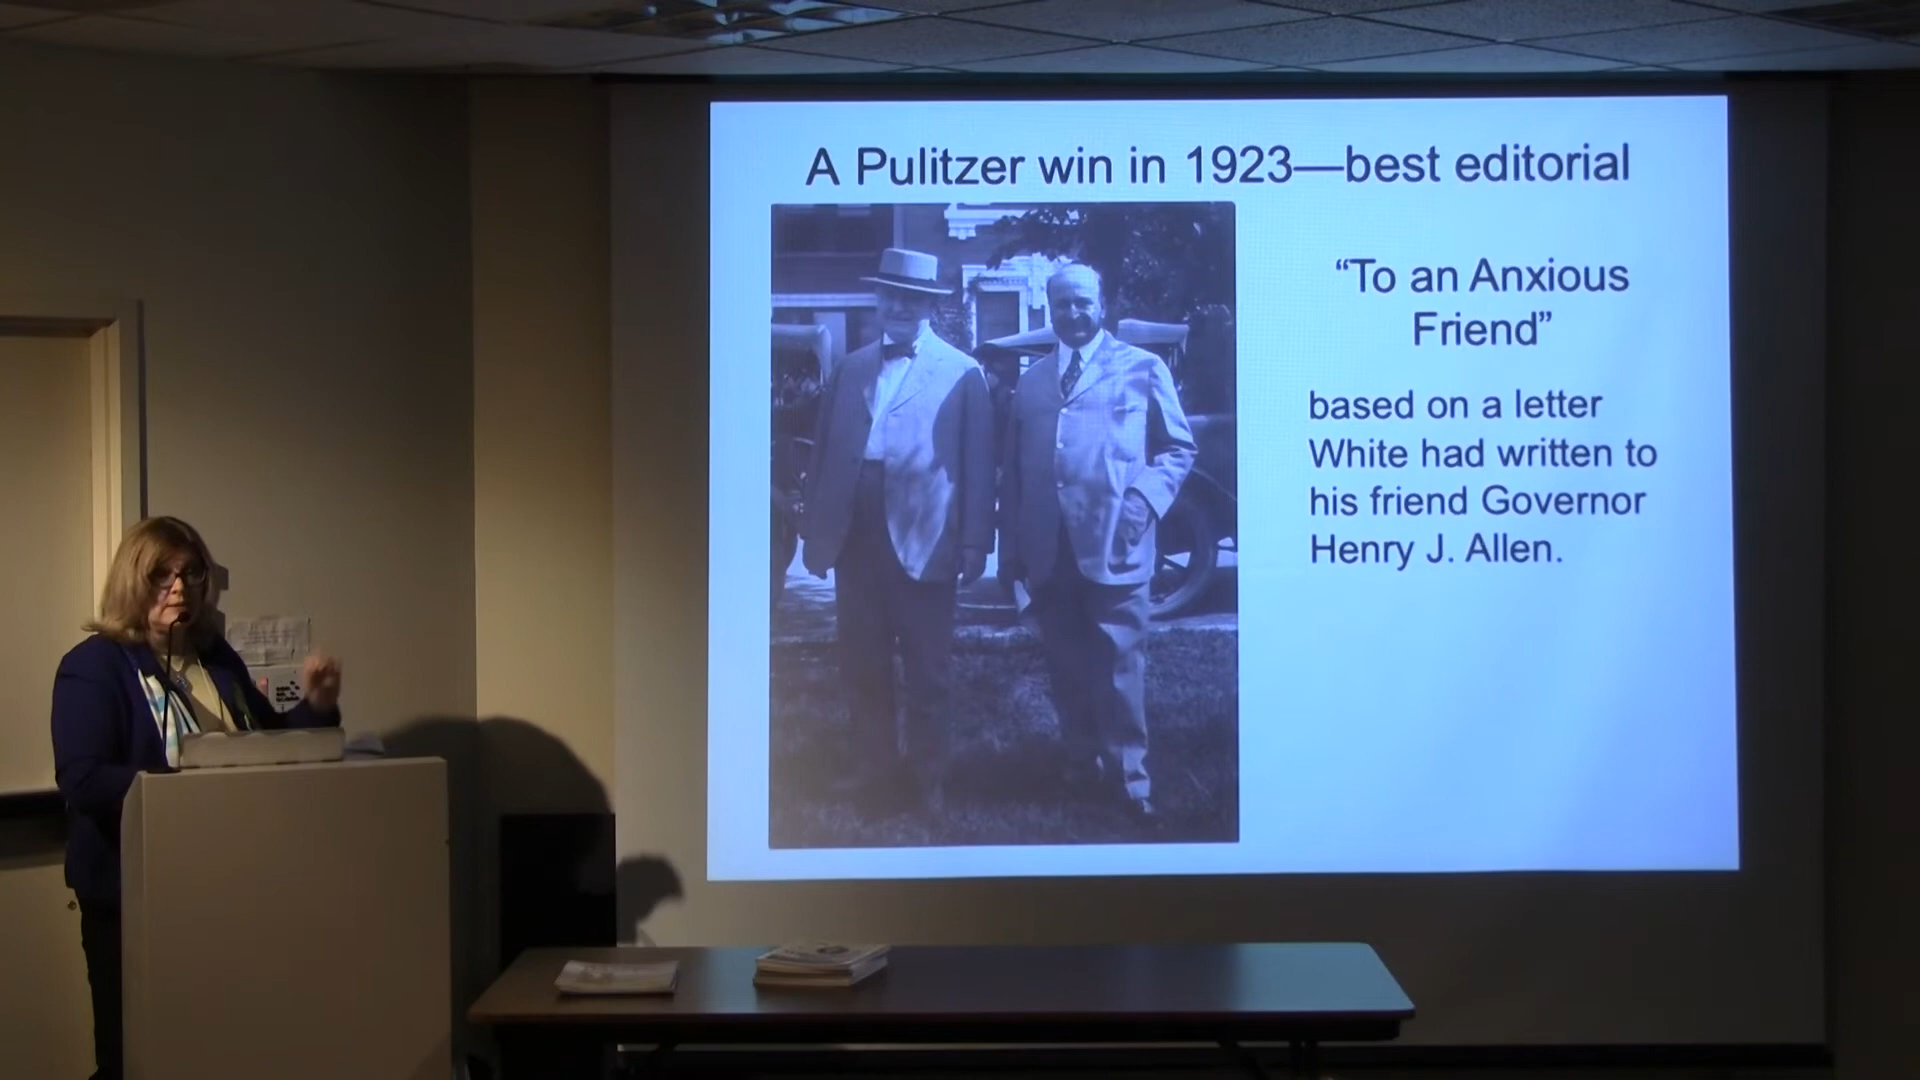 A Pulitzer win in 1923—best editorial
“To an Anxious
Friend”
based on a letter
White had written to
his friend Governor
Henry J. Allen.